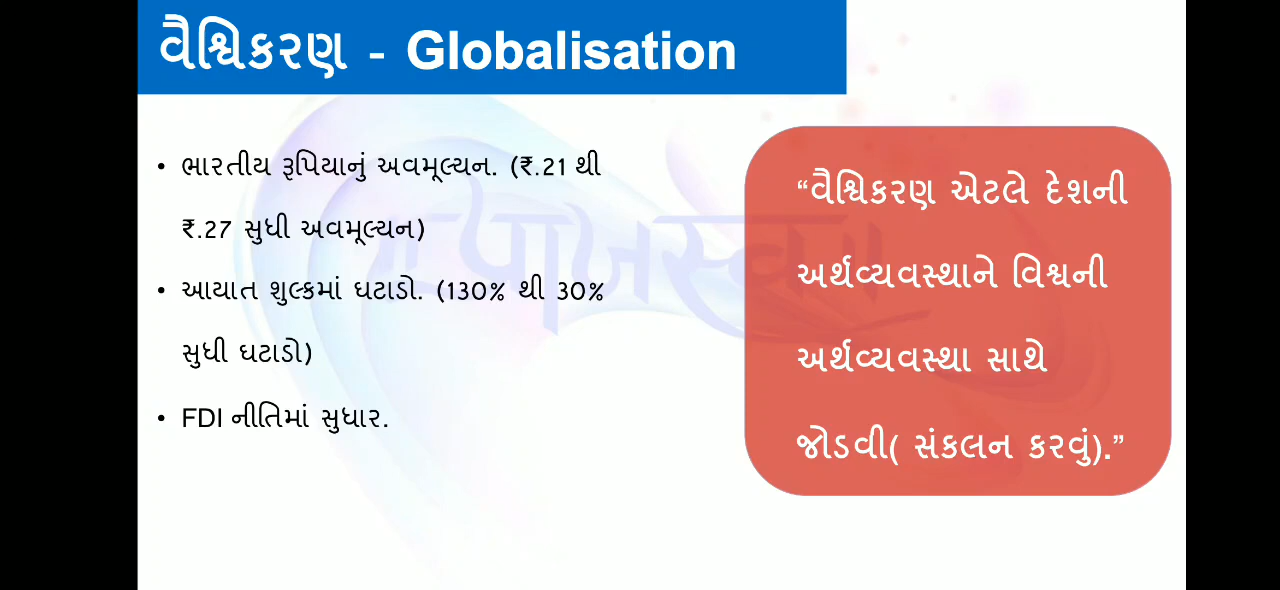 વૈશ્વિકરણ - Globalisation
• ભારતીય રૂપિયાનું અવમૂલ્યન. (₹.21 થી
₹.27 સુધી અવમૂલ્યન)
• આયાત શુલ્કમાં ઘટાડો. (130% થી 30%
સુધી ઘટાડો)
• FDI નીતિમાં સુધાર.
“વૈશ્વિકરણ એટલે દેશની
અર્થવ્યવસ્થાને વિશ્વની
અર્થવ્યવસ્થા સાથે
જોડવી( સંકલન કરવું).”